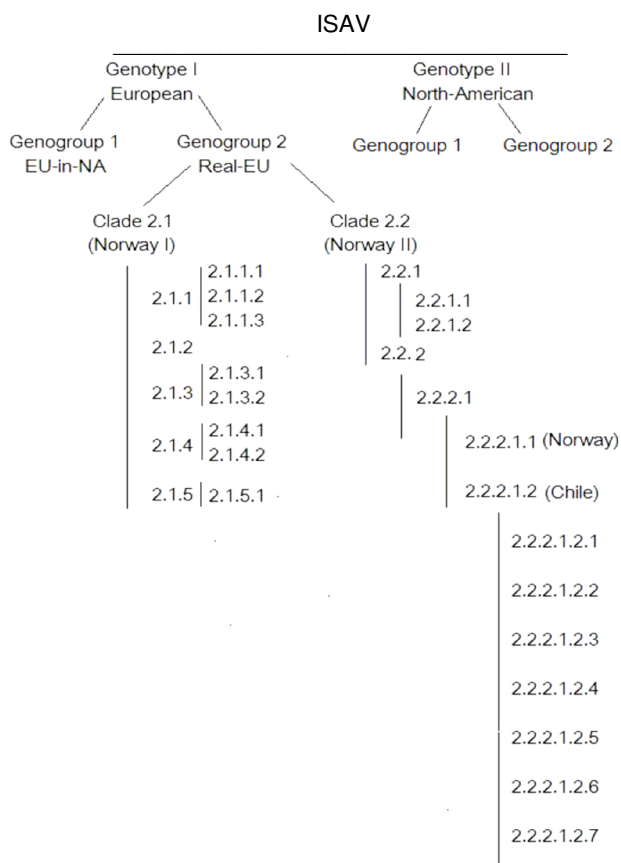 ISAV
Genotype I
European
Genotype II
North-American
Genogroup 1
EU-in-NA
Genogroup 2
Real-EU
Genogroup 1
Genogroup 2
Clade 2.1
(Norway I)
Clade 2.2
(Norway II)
2.1.1
2.1.1.1
2.1.1.2
2.1.1.3
2.1.2
2.1.3
2.1.3.1
2.1.3.2
2.1.4
2.1.4.1
2.1.4.2
2.1.5
2.1.5.1
2.2.1
2.2.1.1
2.2.1.2
2.2.2
2.2.2.1
2.2.2.1.1 (Norway)
2.2.2.1.2 (Chile)
2.2.2.1.2.1
2.2.2.1.2.2
2.2.2.1.2.3
2.2.2.1.2.4
2.2.2.1.2.5
2.2.2.1.2.6
2.2.2.1.2.7